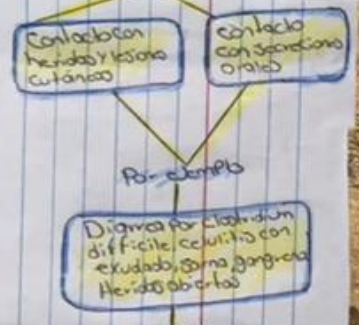 Contacto con
heridas y lesiones
cutáneas
contacto
con secreciones
orales
Por ejemplo
Diarrea por clostridium
difficile, celulitis con
exudado, sarna, gangrena
Heridas abiertas